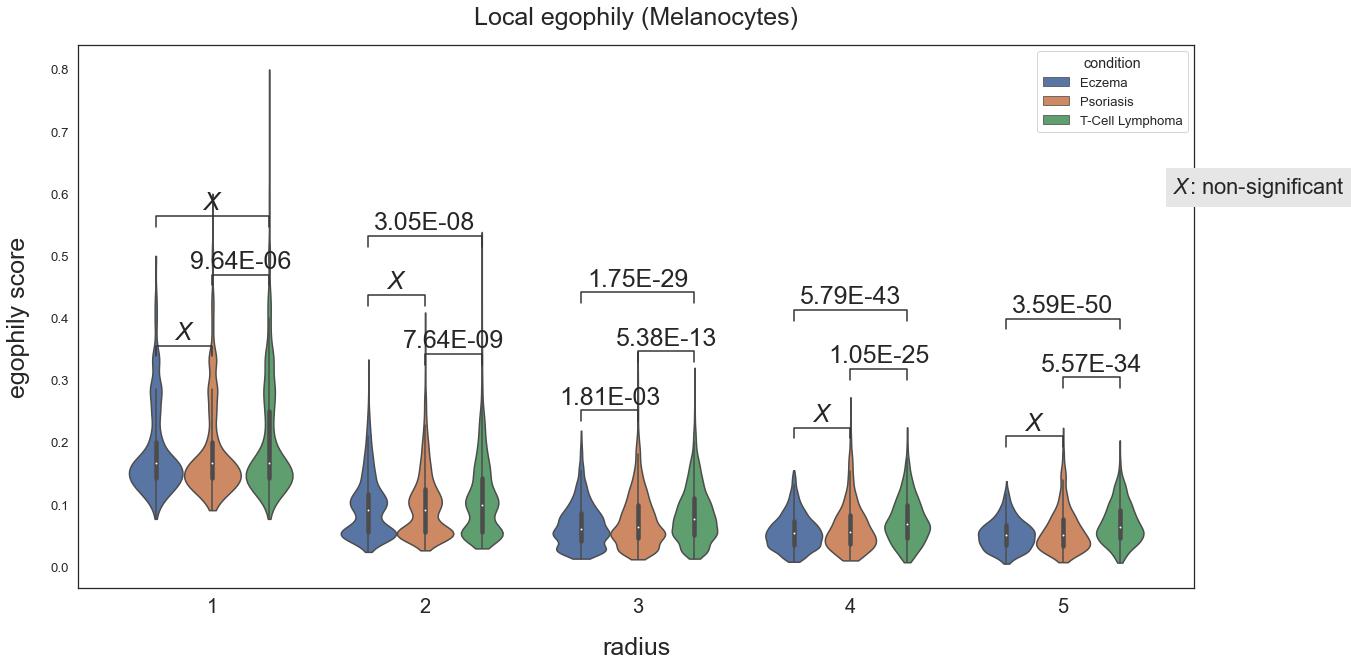 Local egophily (Melanocytes)
egophily score
0.8
0.7
0.6
0.5
0.4
0.3
0.2
0.1
0.0
condition
Eczema
Psoriasis
T-Cell Lymphoma
X: non-significant
X
9.64E-06
X
3.05E-08
X
7.64E-09
1.75E-29
5.38E-13
1.81E-03
5.79E-43
1.05E-25
X
3.59E-50
5.57E-34
X
1 2 3 4 5
radius